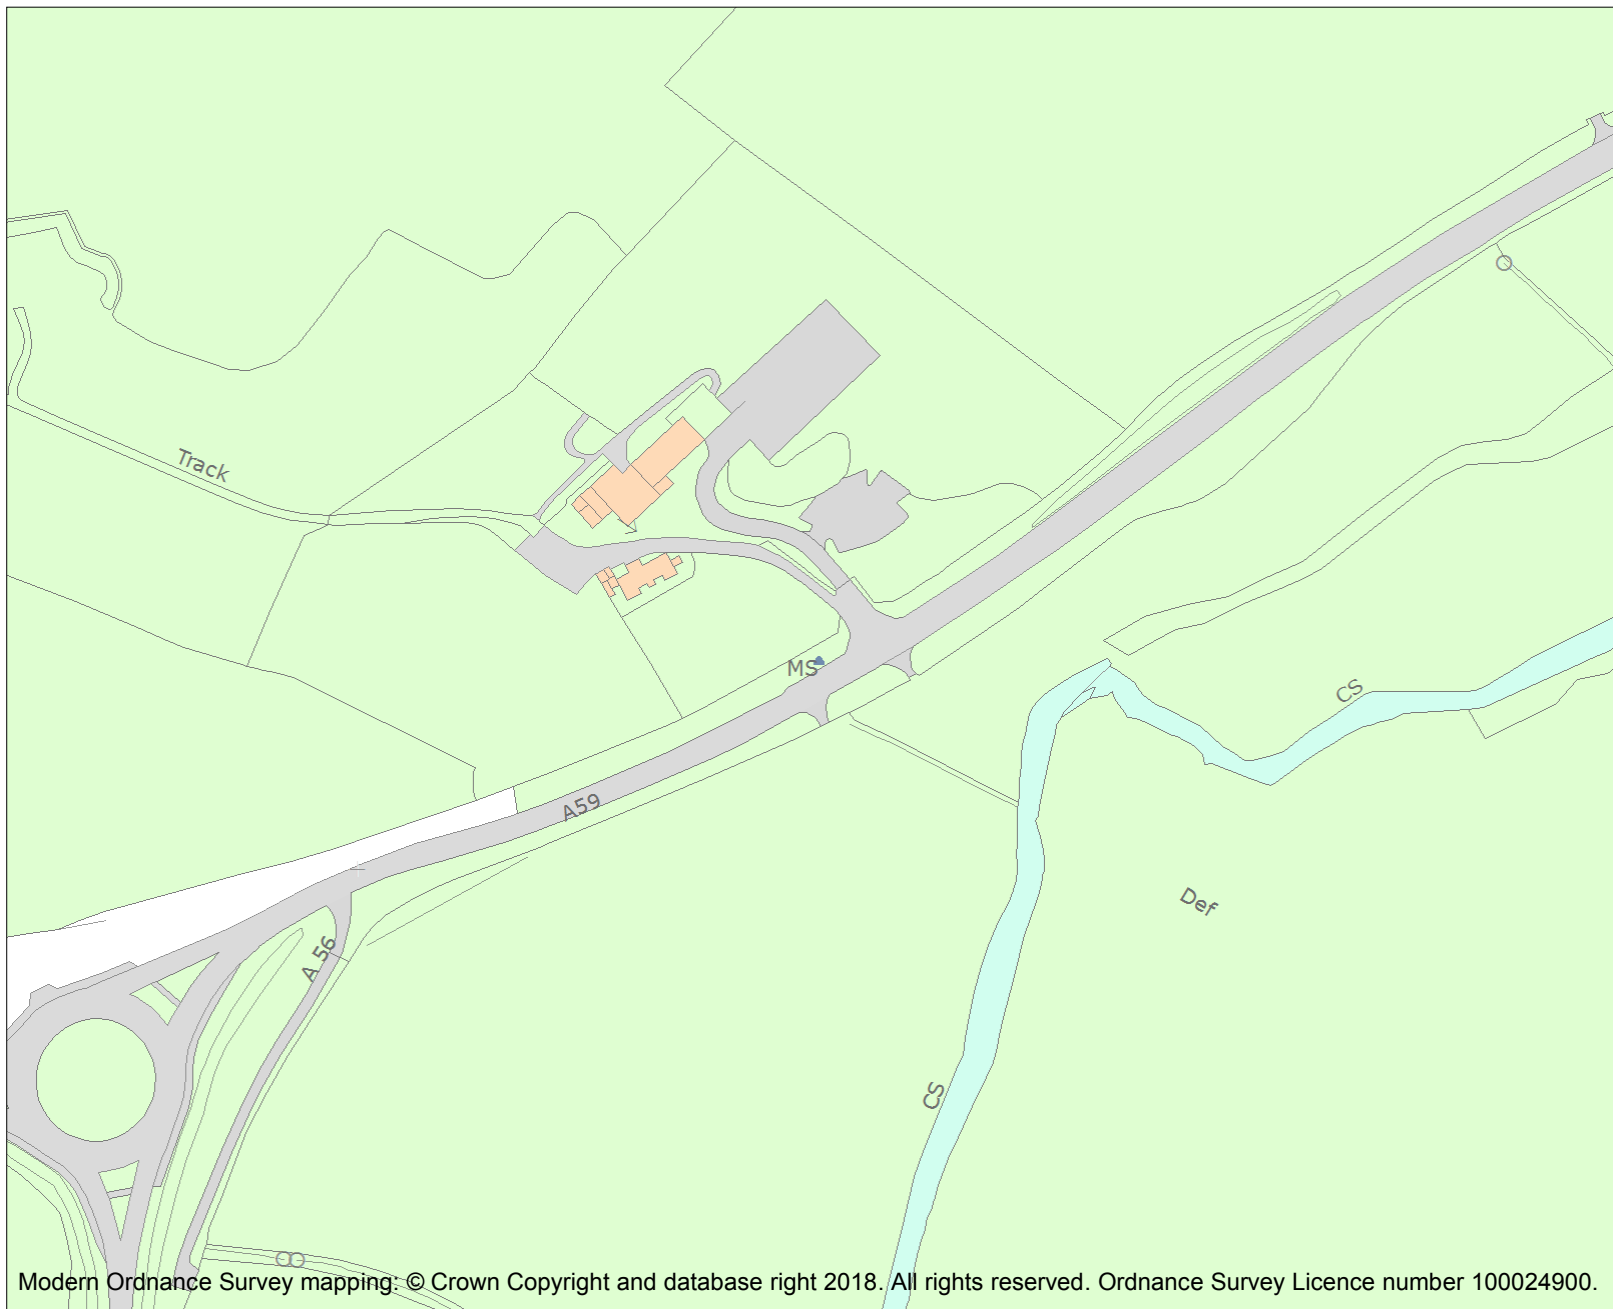 Track
MS
CS
A59
Def
A 56
CS
Modern Ordnance Survey mapping: © Crown Copyright and database right 2018. All rights reserved. Ordnance Survey Licence number 100024900.